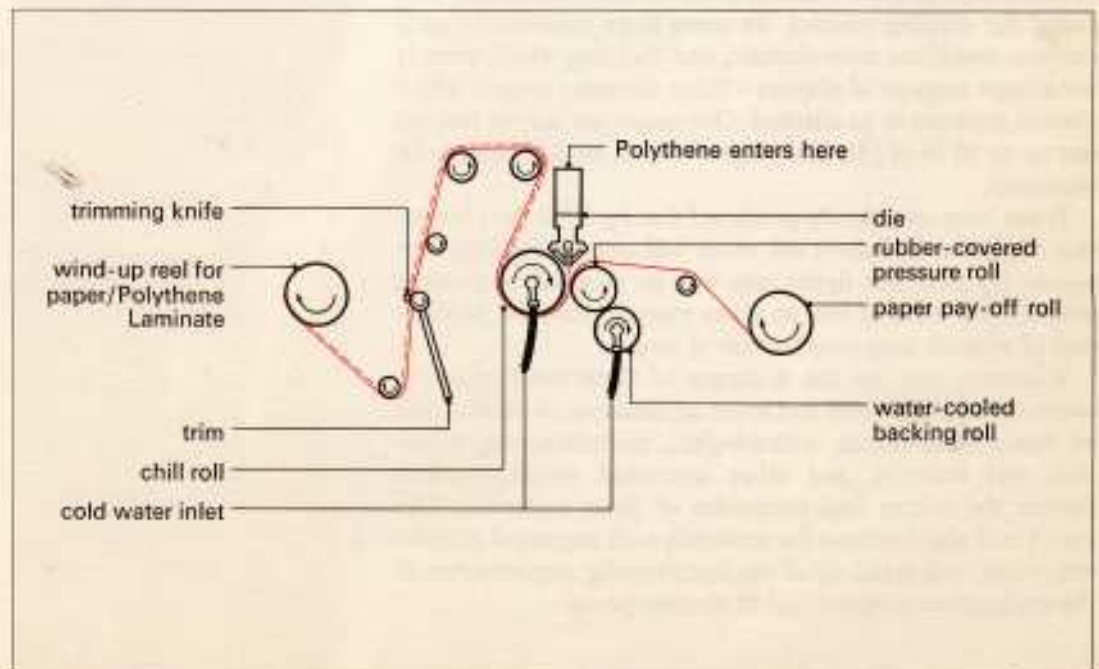 Polythene enters here
trimming knife
die
wind-up reel for
paper/Polythene
Laminate
rubber-covered
pressure roll
paper pay-off roll
trim
water-cooled
backing roll
chill roll
cold water inlet